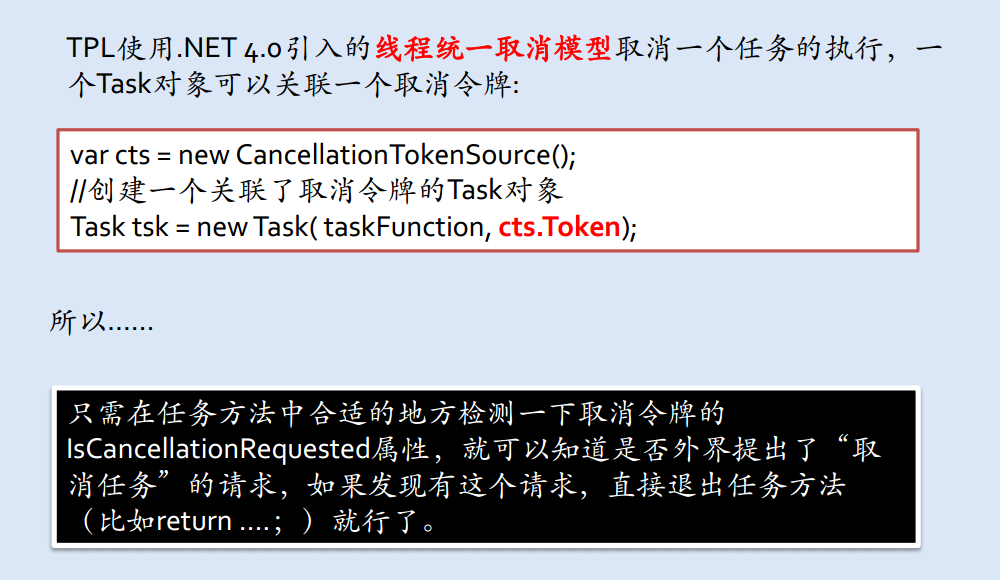 TPL使用.NET 4.0引入的线程统一取消模型取消一个任务的执行，一
个Task对象可以关联一个取消令牌:
var cts = new CancellationTokenSource();
//创建一个关联了取消令牌的Task对象
Task tsk = new Task( taskFunction, cts.Token);
所以......
只需在任务方法中合适的地方检测一下取消令牌的
IsCancellationRequested属性，就可以知道是否外界提出了“取
消任务”的请求，如果发现有这个请求，直接退出任务方法
（比如return ....；）就行了。